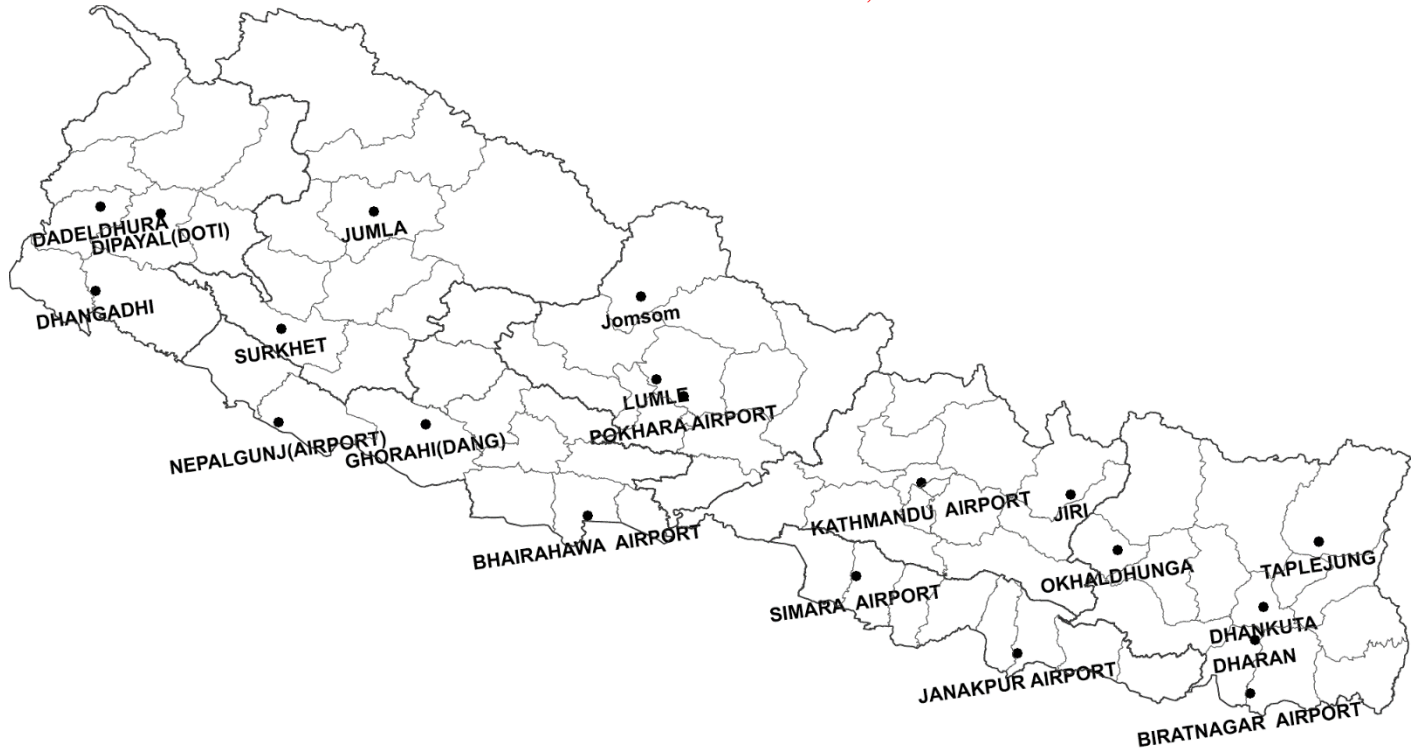 DADELDHURA
DIPAYAL(DOTI)
JUMLA
DHANGADHI
Jomsom
SURKHET
LUMLE
POKHARA AIRPORT
NEPALGUNJ(AIRPORT)
GHORAHI(DANG)
KATHMANDU AIRPORT
JIRI
BHAIRAHAWA AIRPORT
OKHALDHUNGA
TAPLEJUNG
SIMARA AIRPORT
DHANKUTA
DHARAN
JANAKPUR AIRPORT
BIRATNAGAR AIRPORT